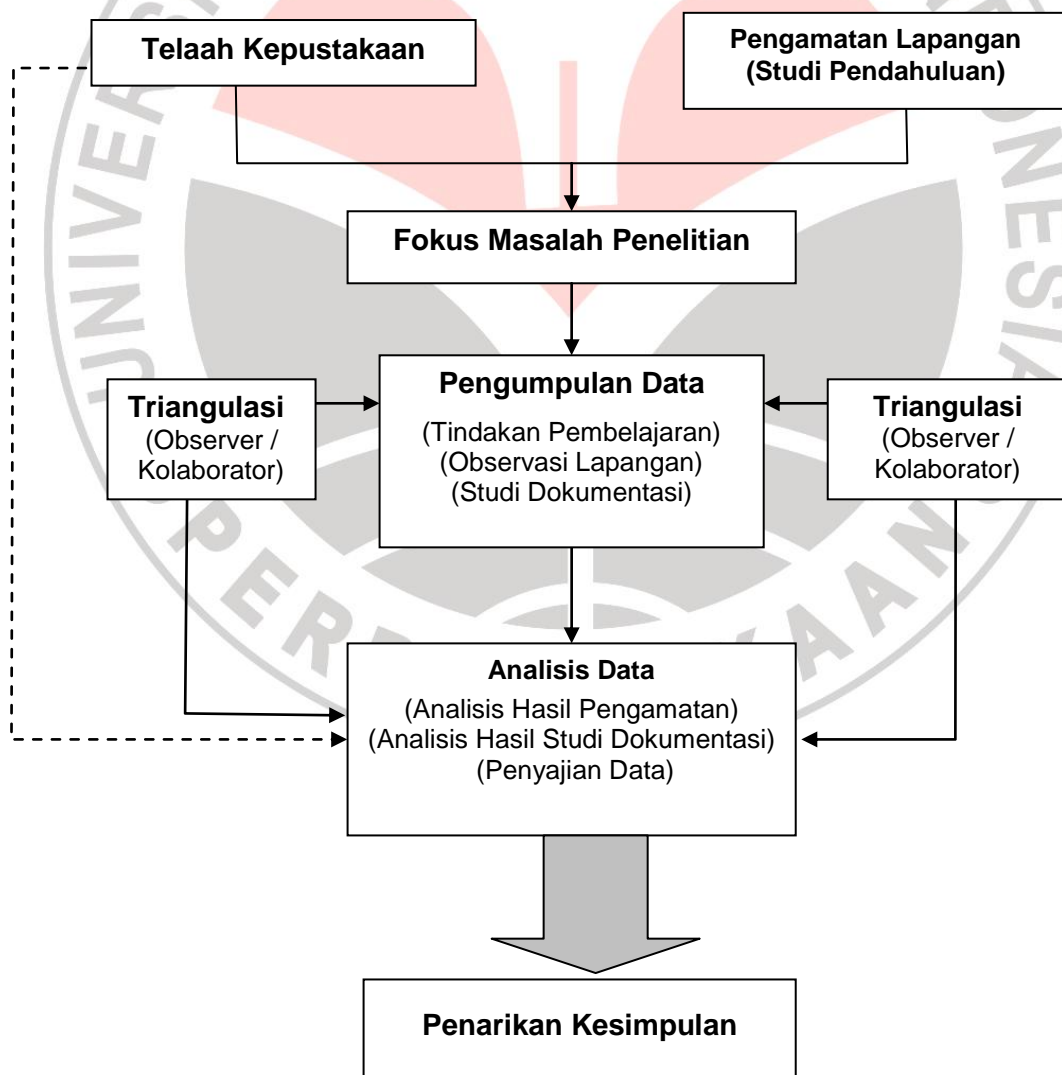 Telaah Kepustakaan
Pengamatan Lapangan
(Studi Pendahuluan)
Fokus Masalah Penelitian
Pengumpulan Data
(Tindakan Pembelajaran)
(Observasi Lapangan)
(Studi Dokumentasi)
Triangulasi
(Observer /
Kolaborator)
Triangulasi
(Observer /
Kolaborator)
Analisis Data
(Analisis Hasil Pengamatan)
(Analisis Hasil Studi Dokumentasi)
(Penyajian Data)
Penarikan Kesimpulan